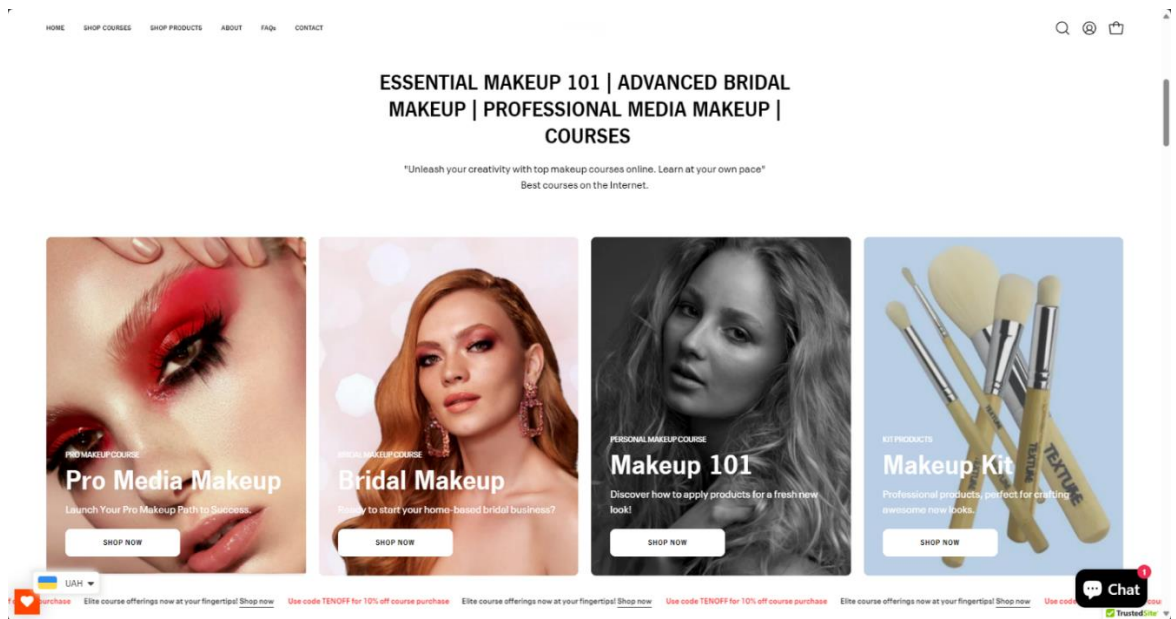 HOME SHOP COURSES SHOP PRODUCTS ABOUT FAQs CONTACT
ESSENTIAL MAKEUP 101 | ADVANCED BRIDAL
MAKEUP | PROFESSIONAL MEDIA MAKEUP |
COURSES
"Unleash your creativity with top makeup courses online. Learn at your own pace"
Best courses on the Internet.
PRO MAKEUP COURSE
Pro Media Makeup
Launch Your Pro Makeup Path to Success.
SHOP NOW
BRIDAL MAKEUP COURSE
Bridal Makeup
Ready to start your home-based bridal business?
SHOP NOW
PERSONAL MAKEUP COURSE
Makeup 101
Discover how to apply products for a fresh new
look!
SHOP NOW
TEXTURE
TEXTURE
TEXTURE
KIT PRODUCTS
Makeup Kit
Professional products, perfect for crafting
awesome new looks.
SHOP NOW
UAH
purchase Elite course offerings now at your fingertips! Shop now Use code TENOFF for 10% off course purchase Elite course offerings now at your fingertips! Shop now Use code TENOFF for 10% off course purchase Elite course offerings now at your fingertips! Shop now Use
1
Chat
TrustedSite